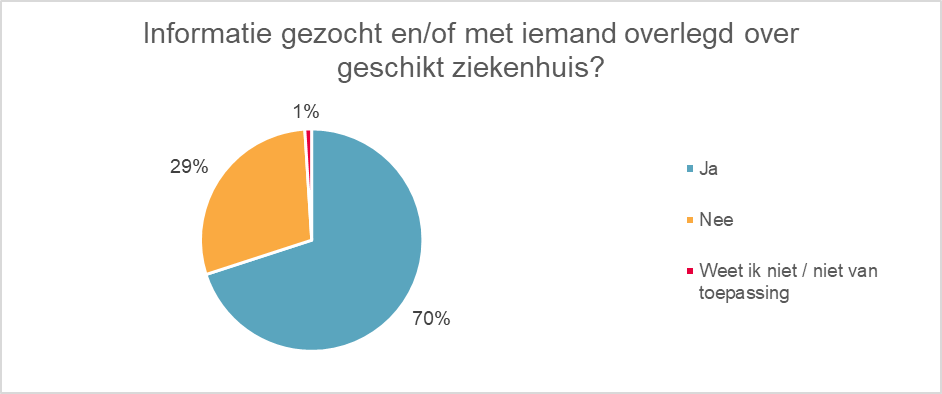 Informatie gezocht en/of met iemand overlegd over
geschikt ziekenhuis?
1%
29%
70%
Ja
Nee
Weet ik niet / niet van
toepassing